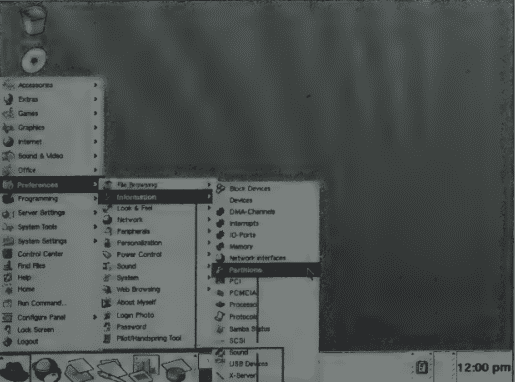 Accessories
Extras
Games
Graphics
Internet
Sound & Video
Office
Preferences
Programming
Server Settings
System Tools
System Settings
Control Center
Find Files
Help
Home
Run Command...
Configure Panel
Lock Screen
Logout
File Browsing
Information
Look & Feel
Network
Peripherals
Personalization
Power Control
Sound
System
Web Browsing
About Myself
Login Photo
Password
Pilot/Handspring Tool
Block Devices
Devices
DMA-Channels
Interrupts
IO-Ports
Memory
Network Interfaces
Partitions
PCI
PCMCIA
Processor
Protocols
Samba Status
SCSI
Sound
USB Devices
X-Server
12:00 pm